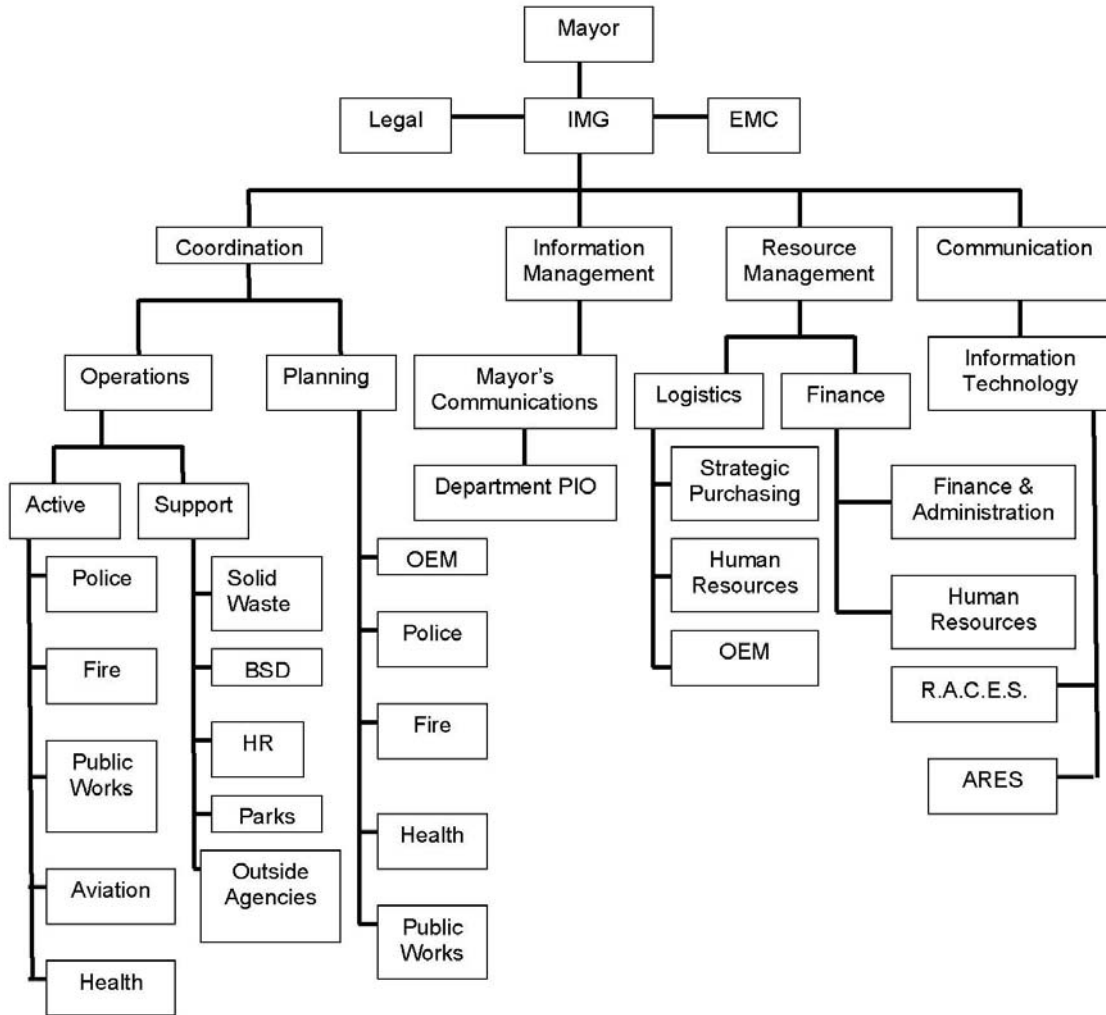 Mayor
Legal
IMG
EMC
Coordination
Information
Management
Resource
Management
Communication
Operations
Planning
Mayor's
Communications
Logistics
Finance
Information
Technology
Active
Support
Department PIO
Strategic
Purchasing
Finance &
Administration
Police
Solid
Waste
OEM
Human
Resources
Human
Resources
Fire
BSD
Police
OEM
R.A.C.E.S.
Public
Works
HR
Fire
ARES
Parks
Health
Aviation
Outside
Agencies
Public
Works
Health